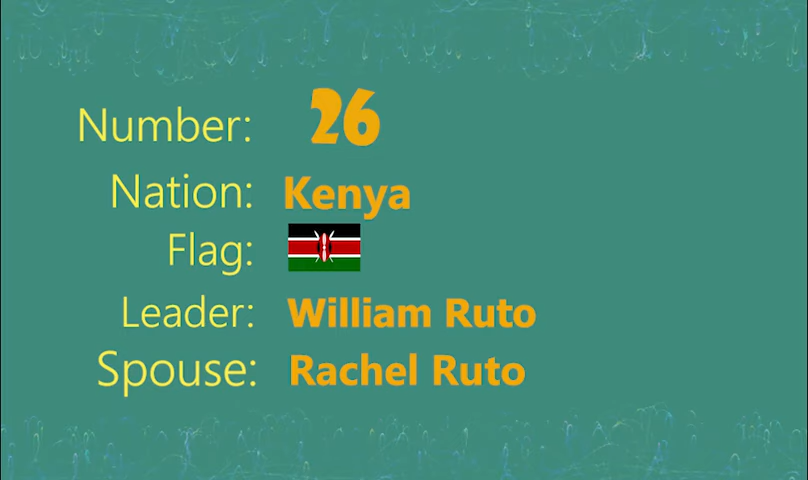 Number: 26
Nation: Kenya
Flag:
Leader: William Ruto
Spouse: Rachel Ruto